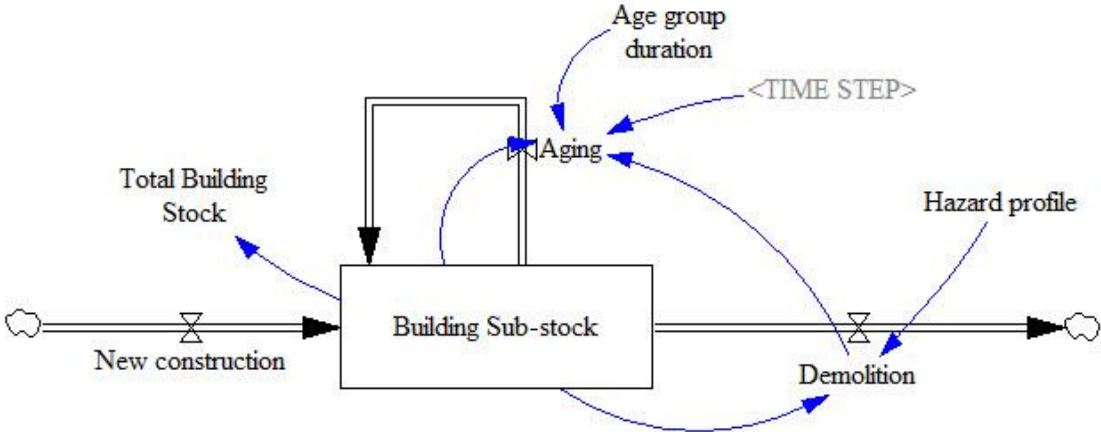 Age group
duration
<TIME STEP>
Aging
Total Building
Stock
Hazard profile
Building Sub-stock
New construction
Demolition